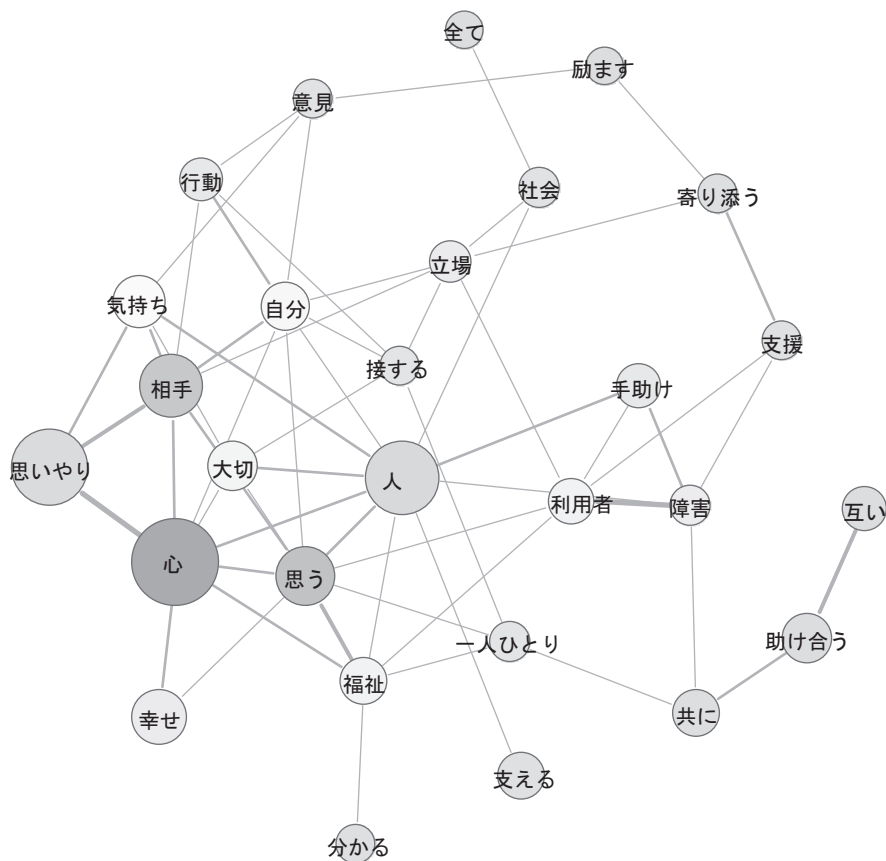 全て
励ます
意見
行動
社会
寄り添う
立場
気持ち
自分
支援
接する
相手
手助け
思いやり
大切
人
利用者
障害
互い
心
思う
一人ひとり
助け合う
福祉
幸せ
共に
支える
分かる